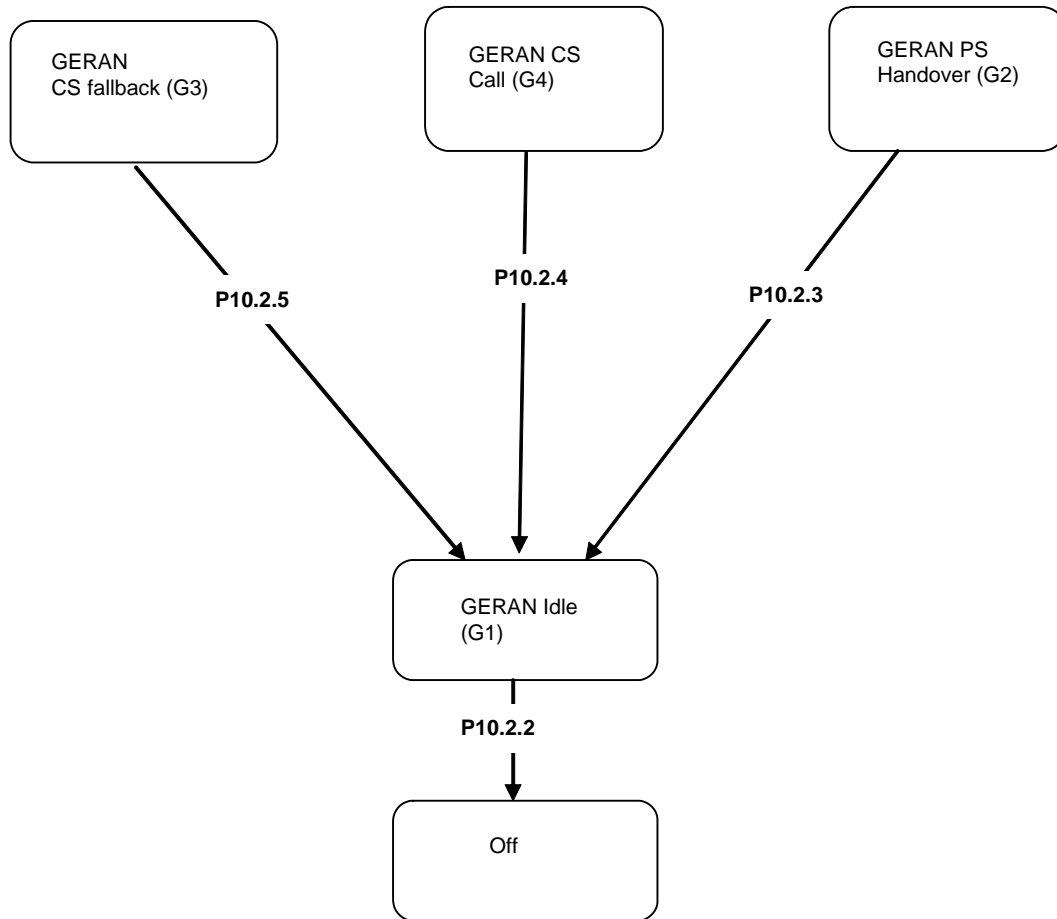 GERAN
CS fallback (G3)
GERAN CS
Call (G4)
GERAN PS
Handover (G2)
P10.2.5
P10.2.4
P10.2.3
GERAN Idle
(G1)
P10.2.2
Off